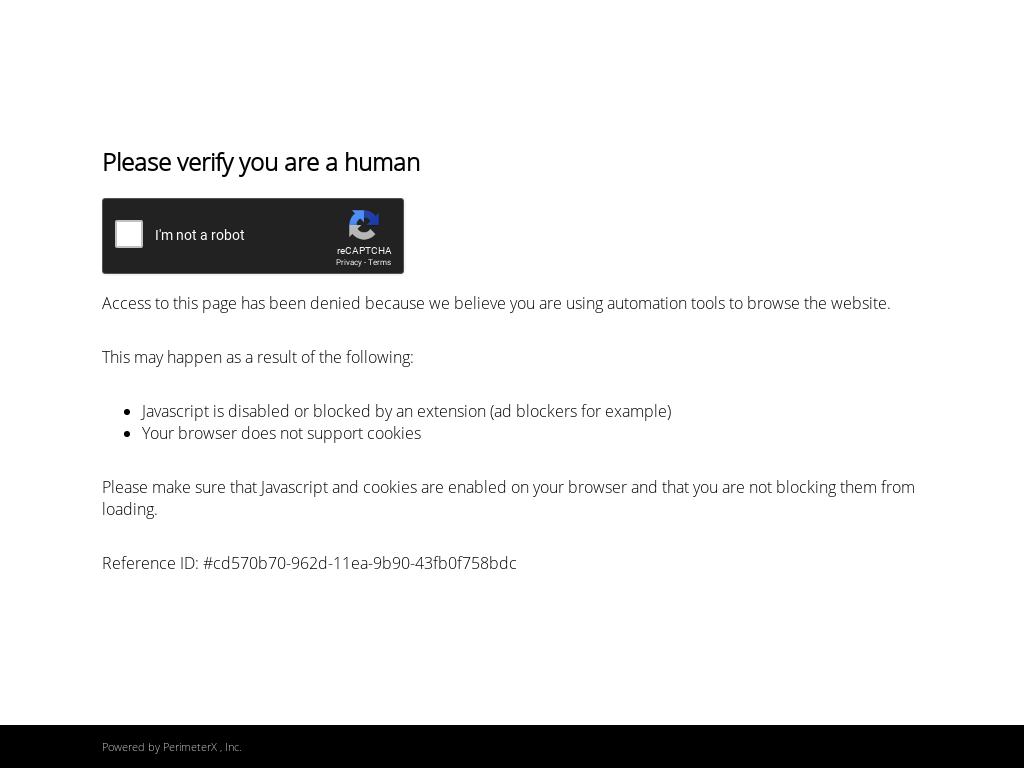 Please verify you are a human
I'm not a robot
reCAPTCHA
Privacy - Terms
Access to this page has been denied because we believe you are using automation tools to browse the website.
This may happen as a result of the following:
Javascript is disabled or blocked by an extension (ad blockers for example)
Your browser does not support cookies
Please make sure that Javascript and cookies are enabled on your browser and that you are not blocking them from
loading.
Reference ID: #cd570b70-962d-11ea-9b90-43fb0f758bdc
Powered by PerimeterX , Inc.